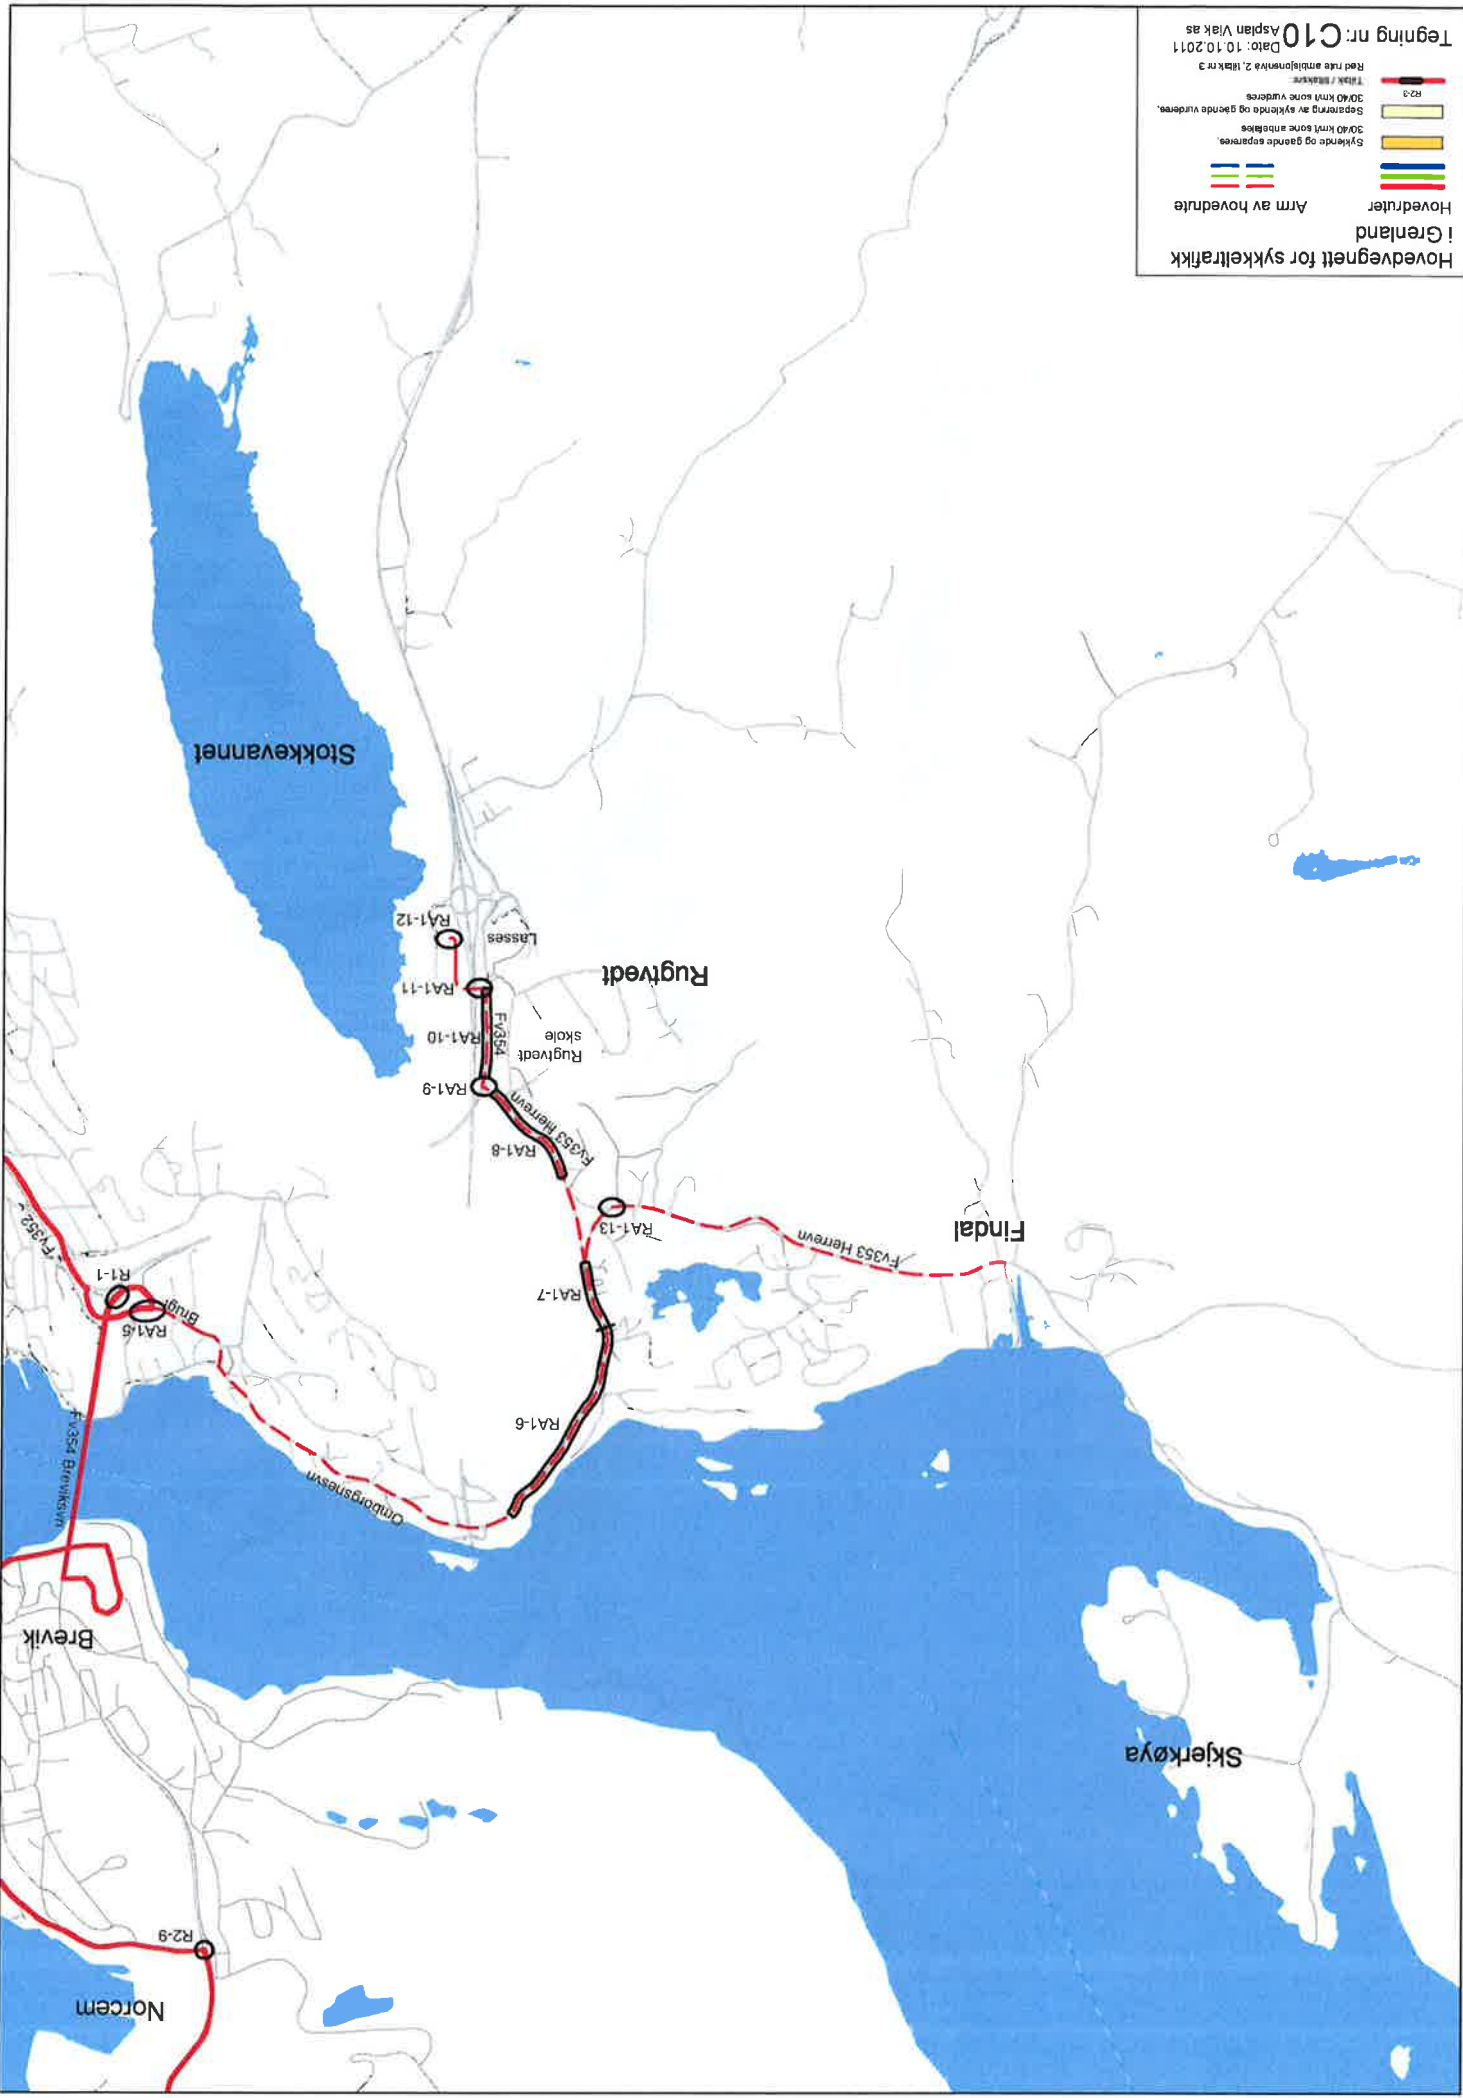 Norcem
R2-9
Skjerkøya
Brevik
Fv354 Breviksvn
Omborgsnesvn
RA1-6
RA1-5
Brugt
R1-1
Fv352
RA1-7
Findal
Fv353 Herrevn
RA1-13
RA1-8
Fv353 Herrevn
RA1-9
Rugtvedt
skole
RA1-10
Fv354
RA1-11
Rugtvedt
Lasses
RA1-12
Stokkevannet
Hovedvegnett for sykkeltrafikk
i Grenland
Hovedruter
Arm av hovedrute
Syklende og gående separeres,
30/40 km/t sone anbefales
Separering av syklende og gående vurderes,
30/40 km/t sone vurderes
R2-3
Tiltak / tiltaksnr:
Rød rute ambisjonsnivå 2, tiltak nr 3
Tegning nr: C10
Dato: 10.10.2011
Asplan Viak as